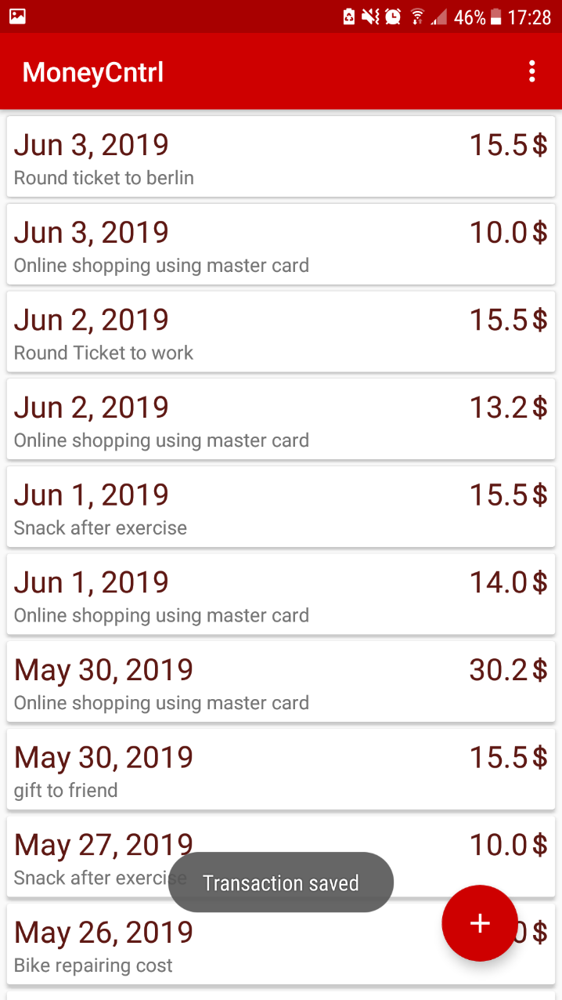 46% 17:28
MoneyCntrl
Jun 3, 2019 15.5$
Round ticket to berlin
Jun 3, 2019 10.0$
Online shopping using master card
Jun 2, 2019 15.5$
Round Ticket to work
Jun 2, 2019 13.2$
Online shopping using master card
Jun 1, 2019 15.5$
Snack after exercise
Jun 1, 2019 14.0$
Online shopping using master card
May 30, 2019 30.2$
Online shopping using master card
May 30, 2019 15.5$
gift to friend
May 27, 2019 10.0$
Snack after exercise
Transaction saved
May 26, 2019 0$
Bike repairing cost